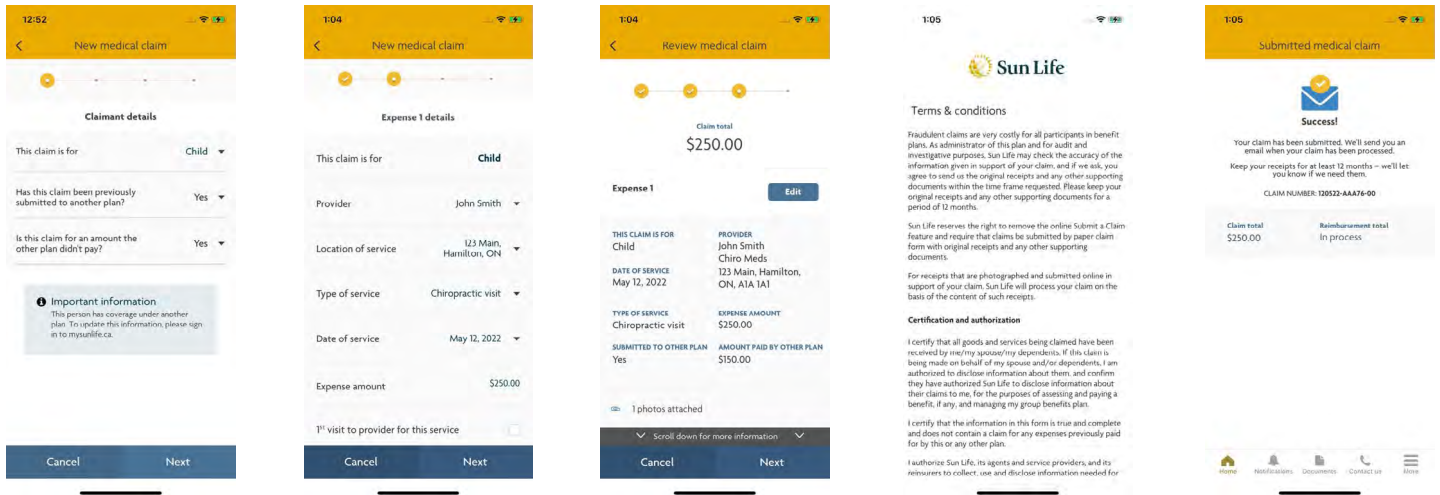 12:52
New medical claim
Claimant details
This claim is for Child
Has this claim been previously
submitted to another plan? Yes
Is this claim for an amount the
other plan didn't pay? Yes
Important information
This person has coverage under another
plan. To update this information, please sign
in to mysunlife.ca.
Cancel Next
1:04
New medical claim
Expense 1 details
This claim is for Child
Provider John Smith
Location of service 123 Main,
Hamilton, ON
Type of service Chiropractic visit
Date of service May 12, 2022
Expense amount $250.00
1st visit to provider for this service
Cancel Next
1:04
Review medical claim
Claim total
$250.00
Expense 1 Edit
THIS CLAIM IS FOR
Child
PROVIDER
John Smith
Chiro Meds
123 Main, Hamilton,
ON, A1A 1A1
DATE OF SERVICE
May 12, 2022
TYPE OF SERVICE
Chiropractic visit
EXPENSE AMOUNT
$250.00
SUBMITTED TO OTHER PLAN
Yes
AMOUNT PAID BY OTHER PLAN
$150.00
1 photos attached
Scroll down for more information
Cancel Next
1:05
Sun Life
Terms & conditions
Fraudulent claims are very costly for all participants in benefit
plans. As administrator of this plan and for audit and
investigative purposes, Sun Life may check the accuracy of the
information given in support of your claim, and if we ask, you
agree to send us the original receipts and any other supporting
documents within the time frame requested. Please keep your
original receipts and any other supporting documents for a
period of 12 months.
Sun Life reserves the right to remove the online Submit a Claim
feature and require that claims be submitted by paper claim
form with original receipts and any other supporting
documents.
For receipts that are photographed and submitted online in
support of your claim, Sun Life will process your claim on the
basis of the content of such receipts.
Certification and authorization
I certify that all goods and services being claimed have been
received by me/my spouse/my dependents. If this claim is
being made on behalf of my spouse and/or dependents, I am
authorized to disclose information about them, and confirm
they have authorized Sun Life to disclose information about
their claims to me, for the purposes of assessing and paying a
benefit, if any, and managing my group benefits plan.
I certify that the information in this form is true and complete
and does not contain a claim for any expenses previously paid
for by this or any other plan.
I authorize Sun Life, its agents and service providers, and its
reinsurers to collect, use and disclose information needed for
1:05
Submitted medical claim
Success!
Your claim has been submitted. We'll send you an
email when your claim has been processed.
Keep your receipts for at least 12 months – we'll let
you know if we need them.
CLAIM NUMBER: 120522-AAA76-00
Claim total
$250.00
Reimbursement total
In process
Home Notifications Documents Contact us More